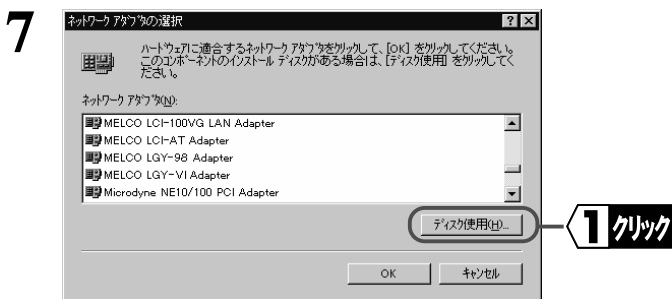 7
ﾈｯﾄﾜｰｸ ｱﾀﾞﾌﾟﾀの選択
ﾊｰﾄﾞｳｪｱに適合するﾈｯﾄﾜｰｸ ｱﾀﾞﾌﾟﾀをｸﾘｯｸして、[OK] をｸﾘｯｸしてください。
このｺﾝﾎﾟｰﾈﾝﾄのｲﾝｽﾄｰﾙ ﾃﾞｨｽｸがある場合は、[ﾃﾞｨｽｸ使用] をｸﾘｯｸしてく
ださい。
ﾈｯﾄﾜｰｸ ｱﾀﾞﾌﾟﾀ(N):
MELCO LCI-100VG LAN Adapter
MELCO LCI-AT Adapter
MELCO LGY-98 Adapter
MELCO LGY-VI Adapter
Microdyne NE10/100 PCI Adapter
ﾃﾞｨｽｸ使用(H)...
1 クリック
OK
ｷｬﾝｾﾙ